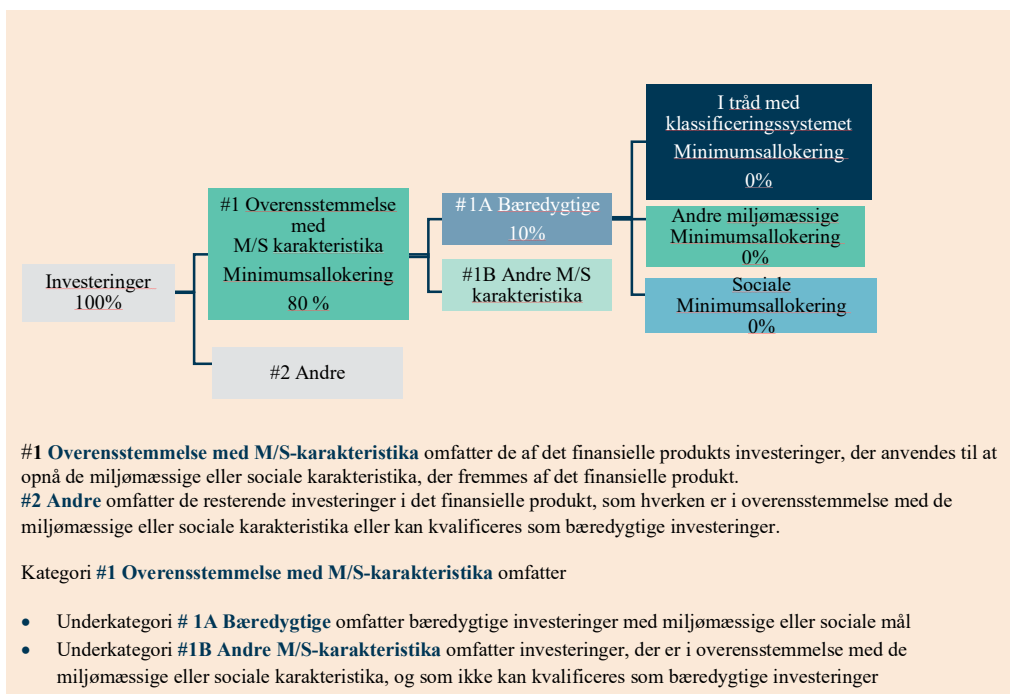 Investeringer
100%
#1 Overensstemmelse
med
M/S karakteristika
Minimumsallokering
80 %
#2 Andre
#1A Bæredygtige
10%
#1B Andre M/S
karakteristika
I tråd med
klassificeringssystemet
Minimumsallokering
0%
Andre miljømæssige
Minimumsallokering
0%
Sociale
Minimumsallokering
0%
#1 Overensstemmelse med M/S-karakteristika omfatter de af det finansielle produkts investeringer, der anvendes til at
opnå de miljømæssige eller sociale karakteristika, der fremmes af det finansielle produkt.
#2 Andre omfatter de resterende investeringer i det finansielle produkt, som hverken er i overensstemmelse med de
miljømæssige eller sociale karakteristika eller kan kvalificeres som bæredygtige investeringer.
Kategori #1 Overensstemmelse med M/S-karakteristika omfatter
• Underkategori # 1A Bæredygtige omfatter bæredygtige investeringer med miljømæssige eller sociale mål
• Underkategori #1B Andre M/S-karakteristika omfatter investeringer, der er i overensstemmelse med de
miljømæssige eller sociale karakteristika, og som ikke kan kvalificeres som bæredygtige investeringer